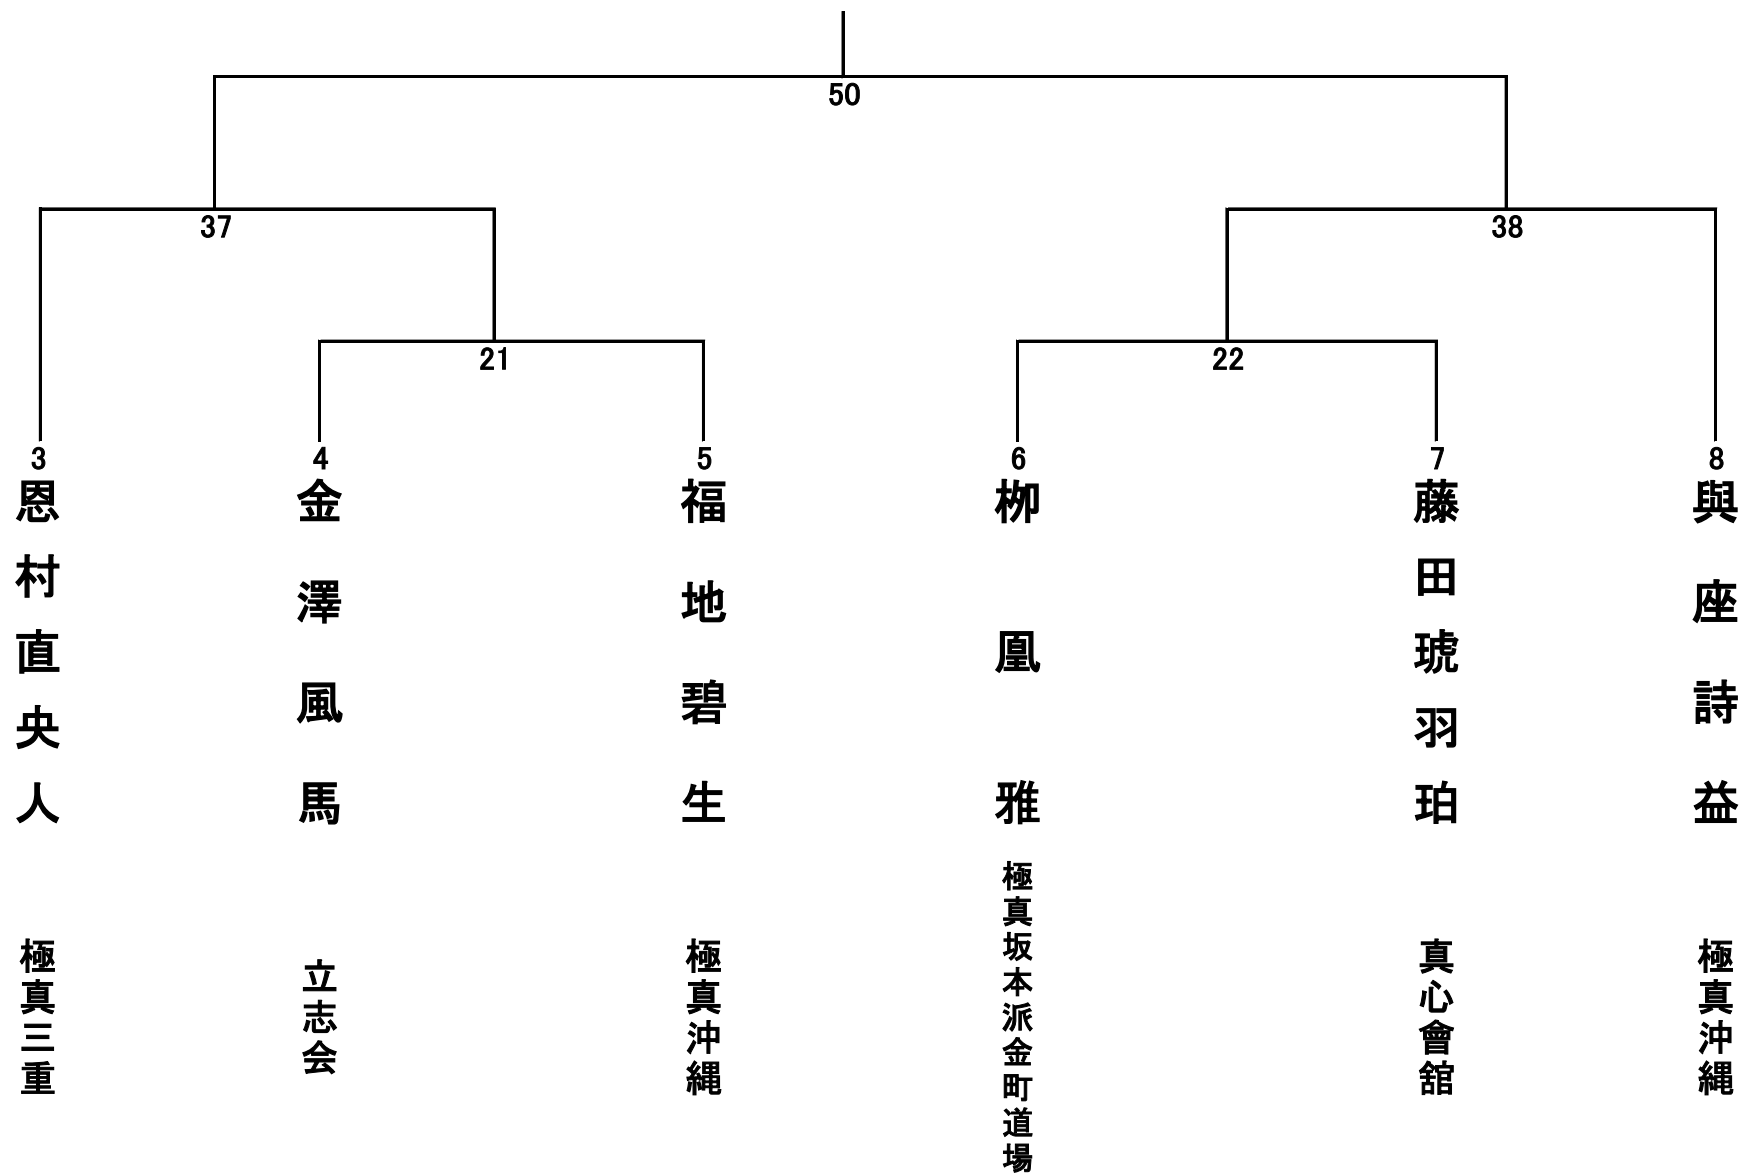 50
37
38
21
22
3
恩村直央人
極真三重
4
金澤風馬
立志会
5
福地碧生
極真沖縄
6
栁凰雅
極真坂本派金町道場
7
藤田琥羽珀
真心會舘
8
與座詩益
極真沖縄